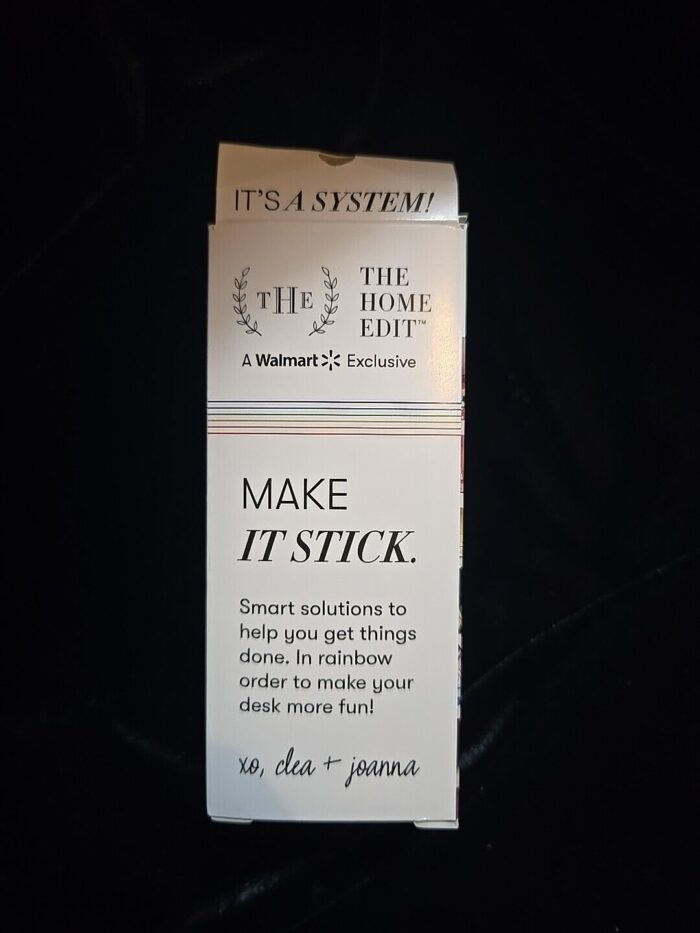 IT'S A SYSTEM!
THE
THE
HOME
EDIT™
A Walmart Exclusive
MAKE
IT STICK.
Smart solutions to
help you get things
done. In rainbow
order to make your
desk more fun!
xo, clea + joanna